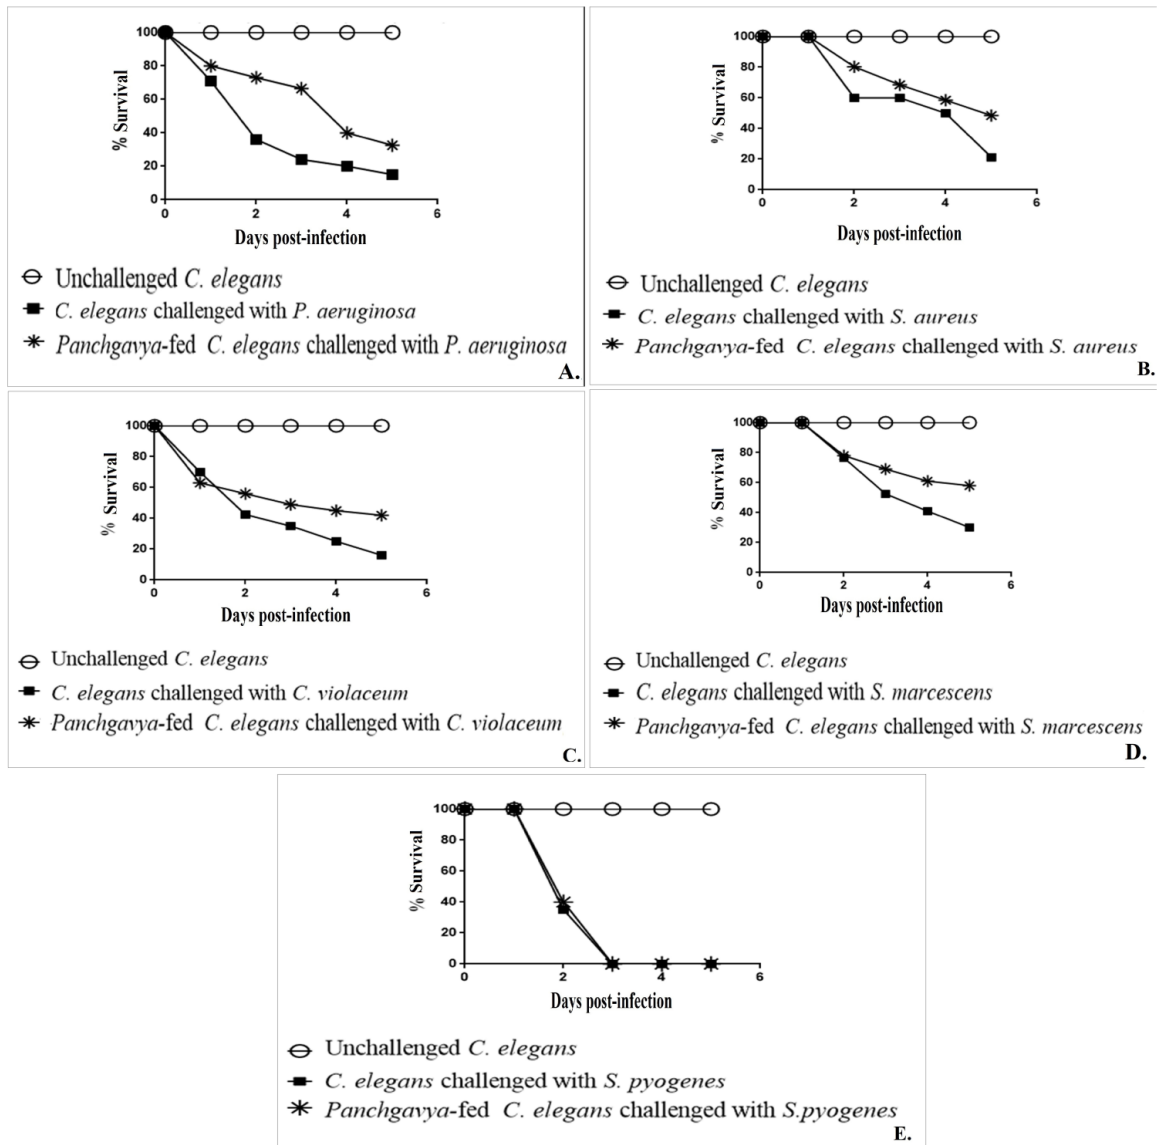 100
80
60
40
20
0
% Survival
0 2 4 6
Days post-infection
Unchallenged C. elegans
C. elegans challenged with P. aeruginosa
Panchgavya-fed C. elegans challenged with P. aeruginosa
A.
100
80
60
40
20
0
% Survival
0 2 4 6
Days post-infection
Unchallenged C. elegans
C. elegans challenged with S. aureus
Panchgavya-fed C. elegans challenged with S. aureus
B.
100
80
60
40
20
0
% Survival
0 2 4 6
Days post-infection
Unchallenged C. elegans
C. elegans challenged with C. violaceum
Panchgavya-fed C. elegans challenged with C. violaceum
C.
100
80
60
40
20
0
% Survival
0 2 4 6
Days post-infection
Unchallenged C. elegans
C. elegans challenged with S. marcescens
Panchgavya-fed C. elegans challenged with S. marcescens
D.
100
80
60
40
20
0
% Survival
0 2 4 6
Days post-infection
Unchallenged C. elegans
C. elegans challenged with S. pyogenes
Panchgavya-fed C. elegans challenged with S.pyogenes
E.